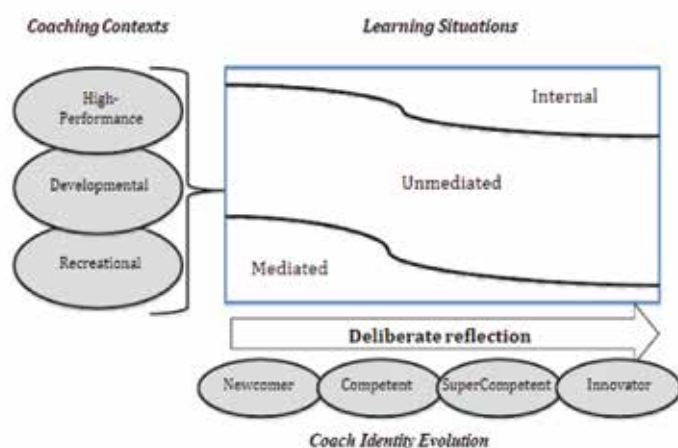 Coaching Contexts
Learning Situations
High-
Performance
Developmental
Recreational
Internal
Unmediated
Mediated
Deliberate reflection
Newcomer
Competent
SuperCompetent
Innovator
Coach Identity Evolution